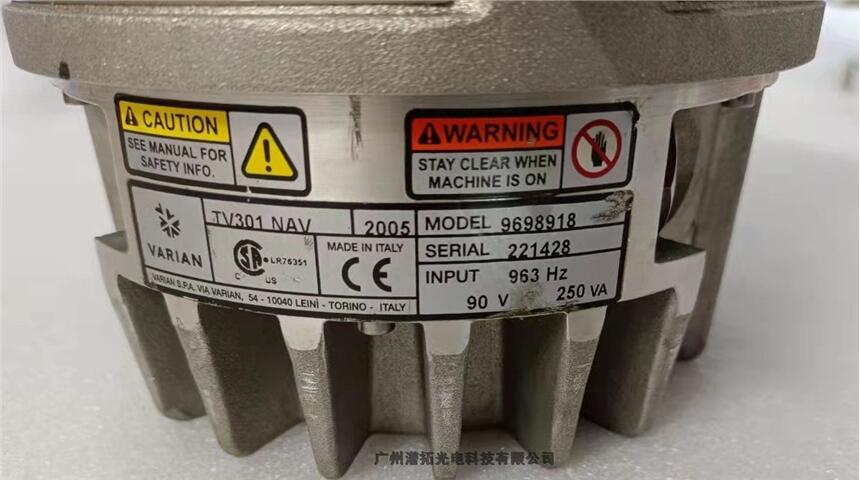 CAUTION
SEE MANUAL FOR
SAFETY INFO.
WARNING
STAY CLEAR WHEN
MACHINE IS ON
VARIAN
TV301 NAV 2005
CSA LR76351
C US
MADE IN ITALY
CE
MODEL 9698918
SERIAL 221428
INPUT 963 Hz
90 V 250 VA
VARIAN S.P.A. VIA VARIAN, 54 - 10040 LEINÌ - TORINO - ITALY
广州潽拓光电科技有限公司